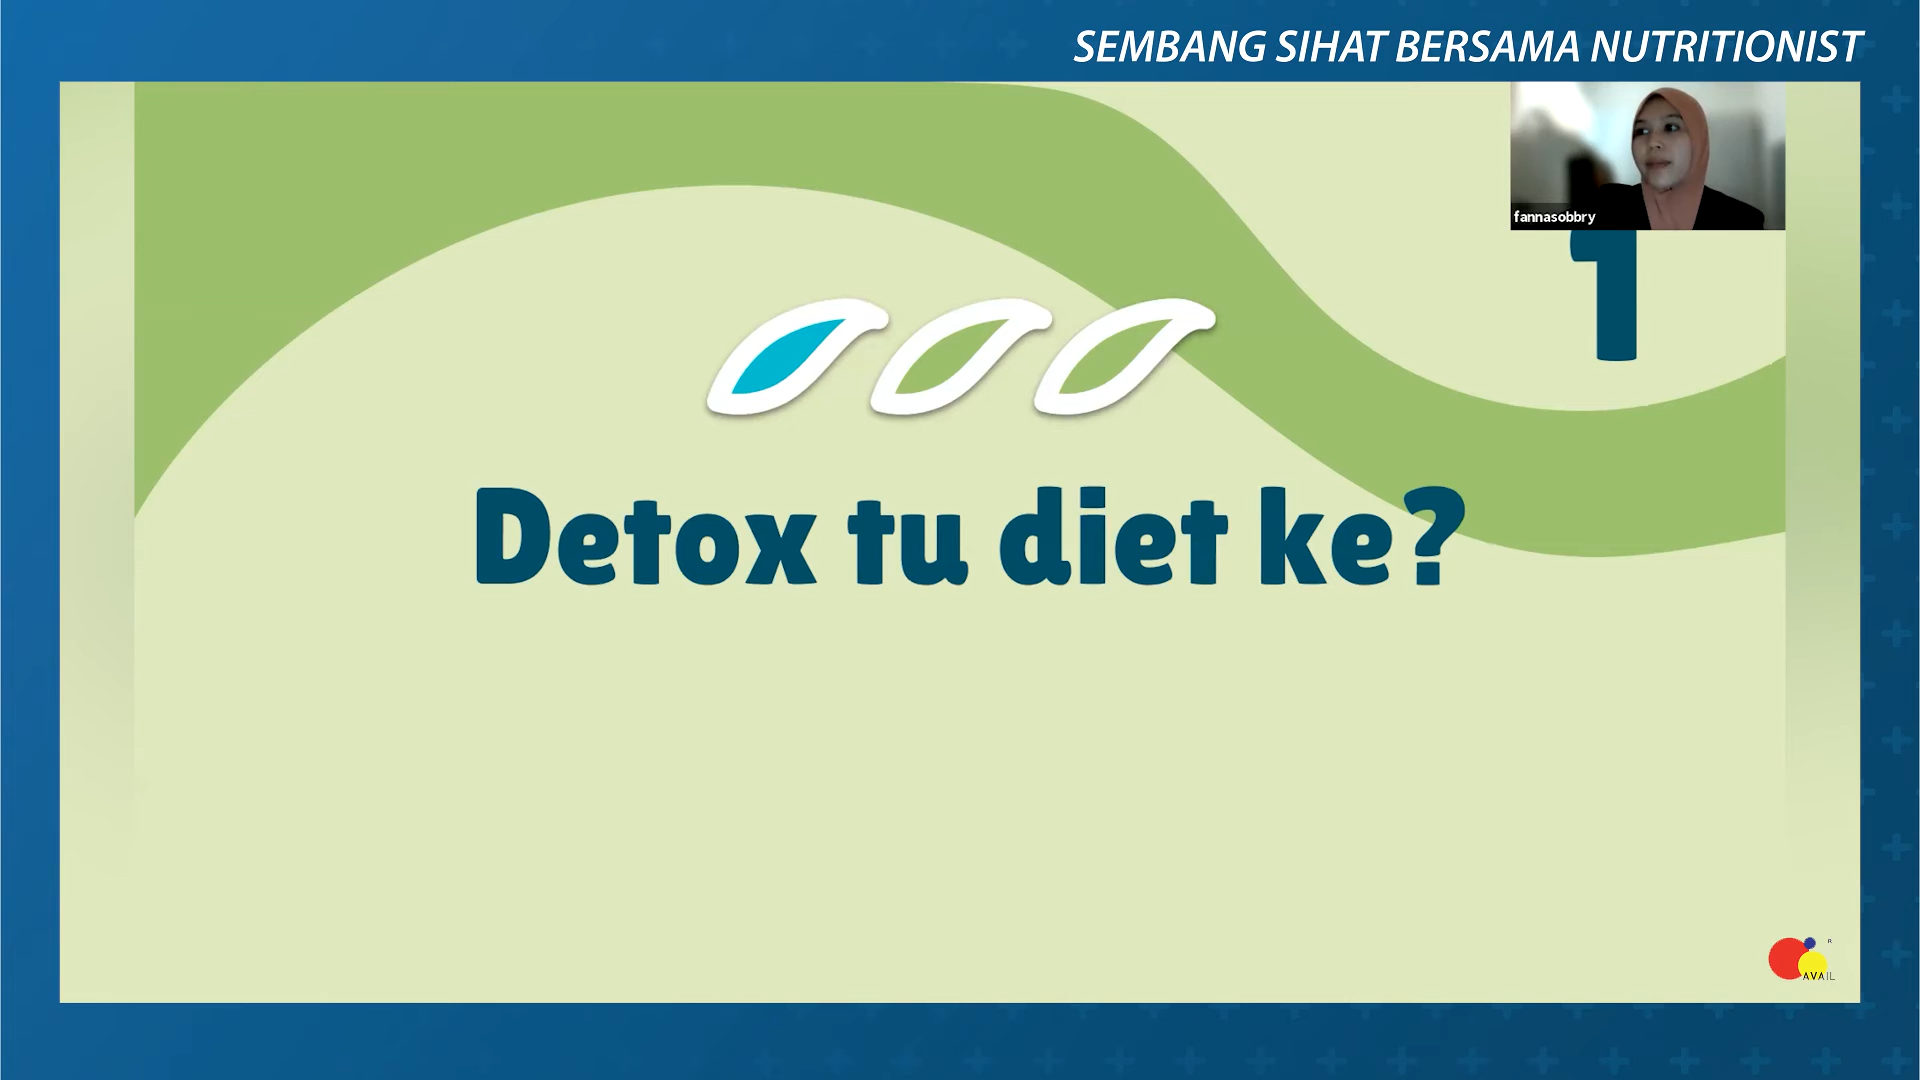 SEMBANG SIHAT BERSAMA NUTRITIONIST
fannasobbry
1
Detox tu diet ke?
R
AVAIL